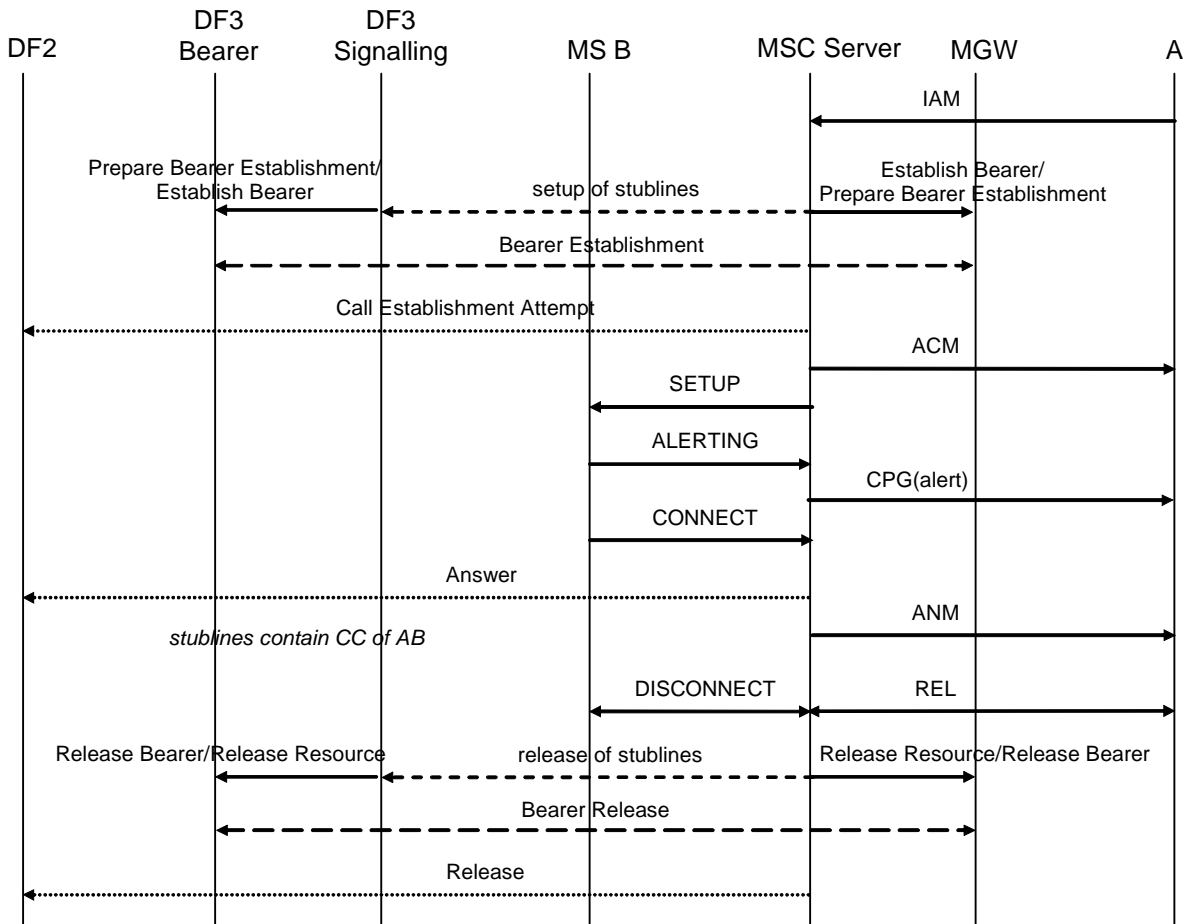 DF2
DF3
Bearer
DF3
Signalling
MS B
MSC Server
MGW
A
IAM
Prepare Bearer Establishment/
Establish Bearer
setup of stublines
Establish Bearer/
Prepare Bearer Establishment
Bearer Establishment
Call Establishment Attempt
ACM
SETUP
ALERTING
CPG(alert)
CONNECT
Answer
ANM
stublines contain CC of AB
DISCONNECT
REL
Release Bearer/Release Resource
release of stublines
Release Resource/Release Bearer
Bearer Release
Release